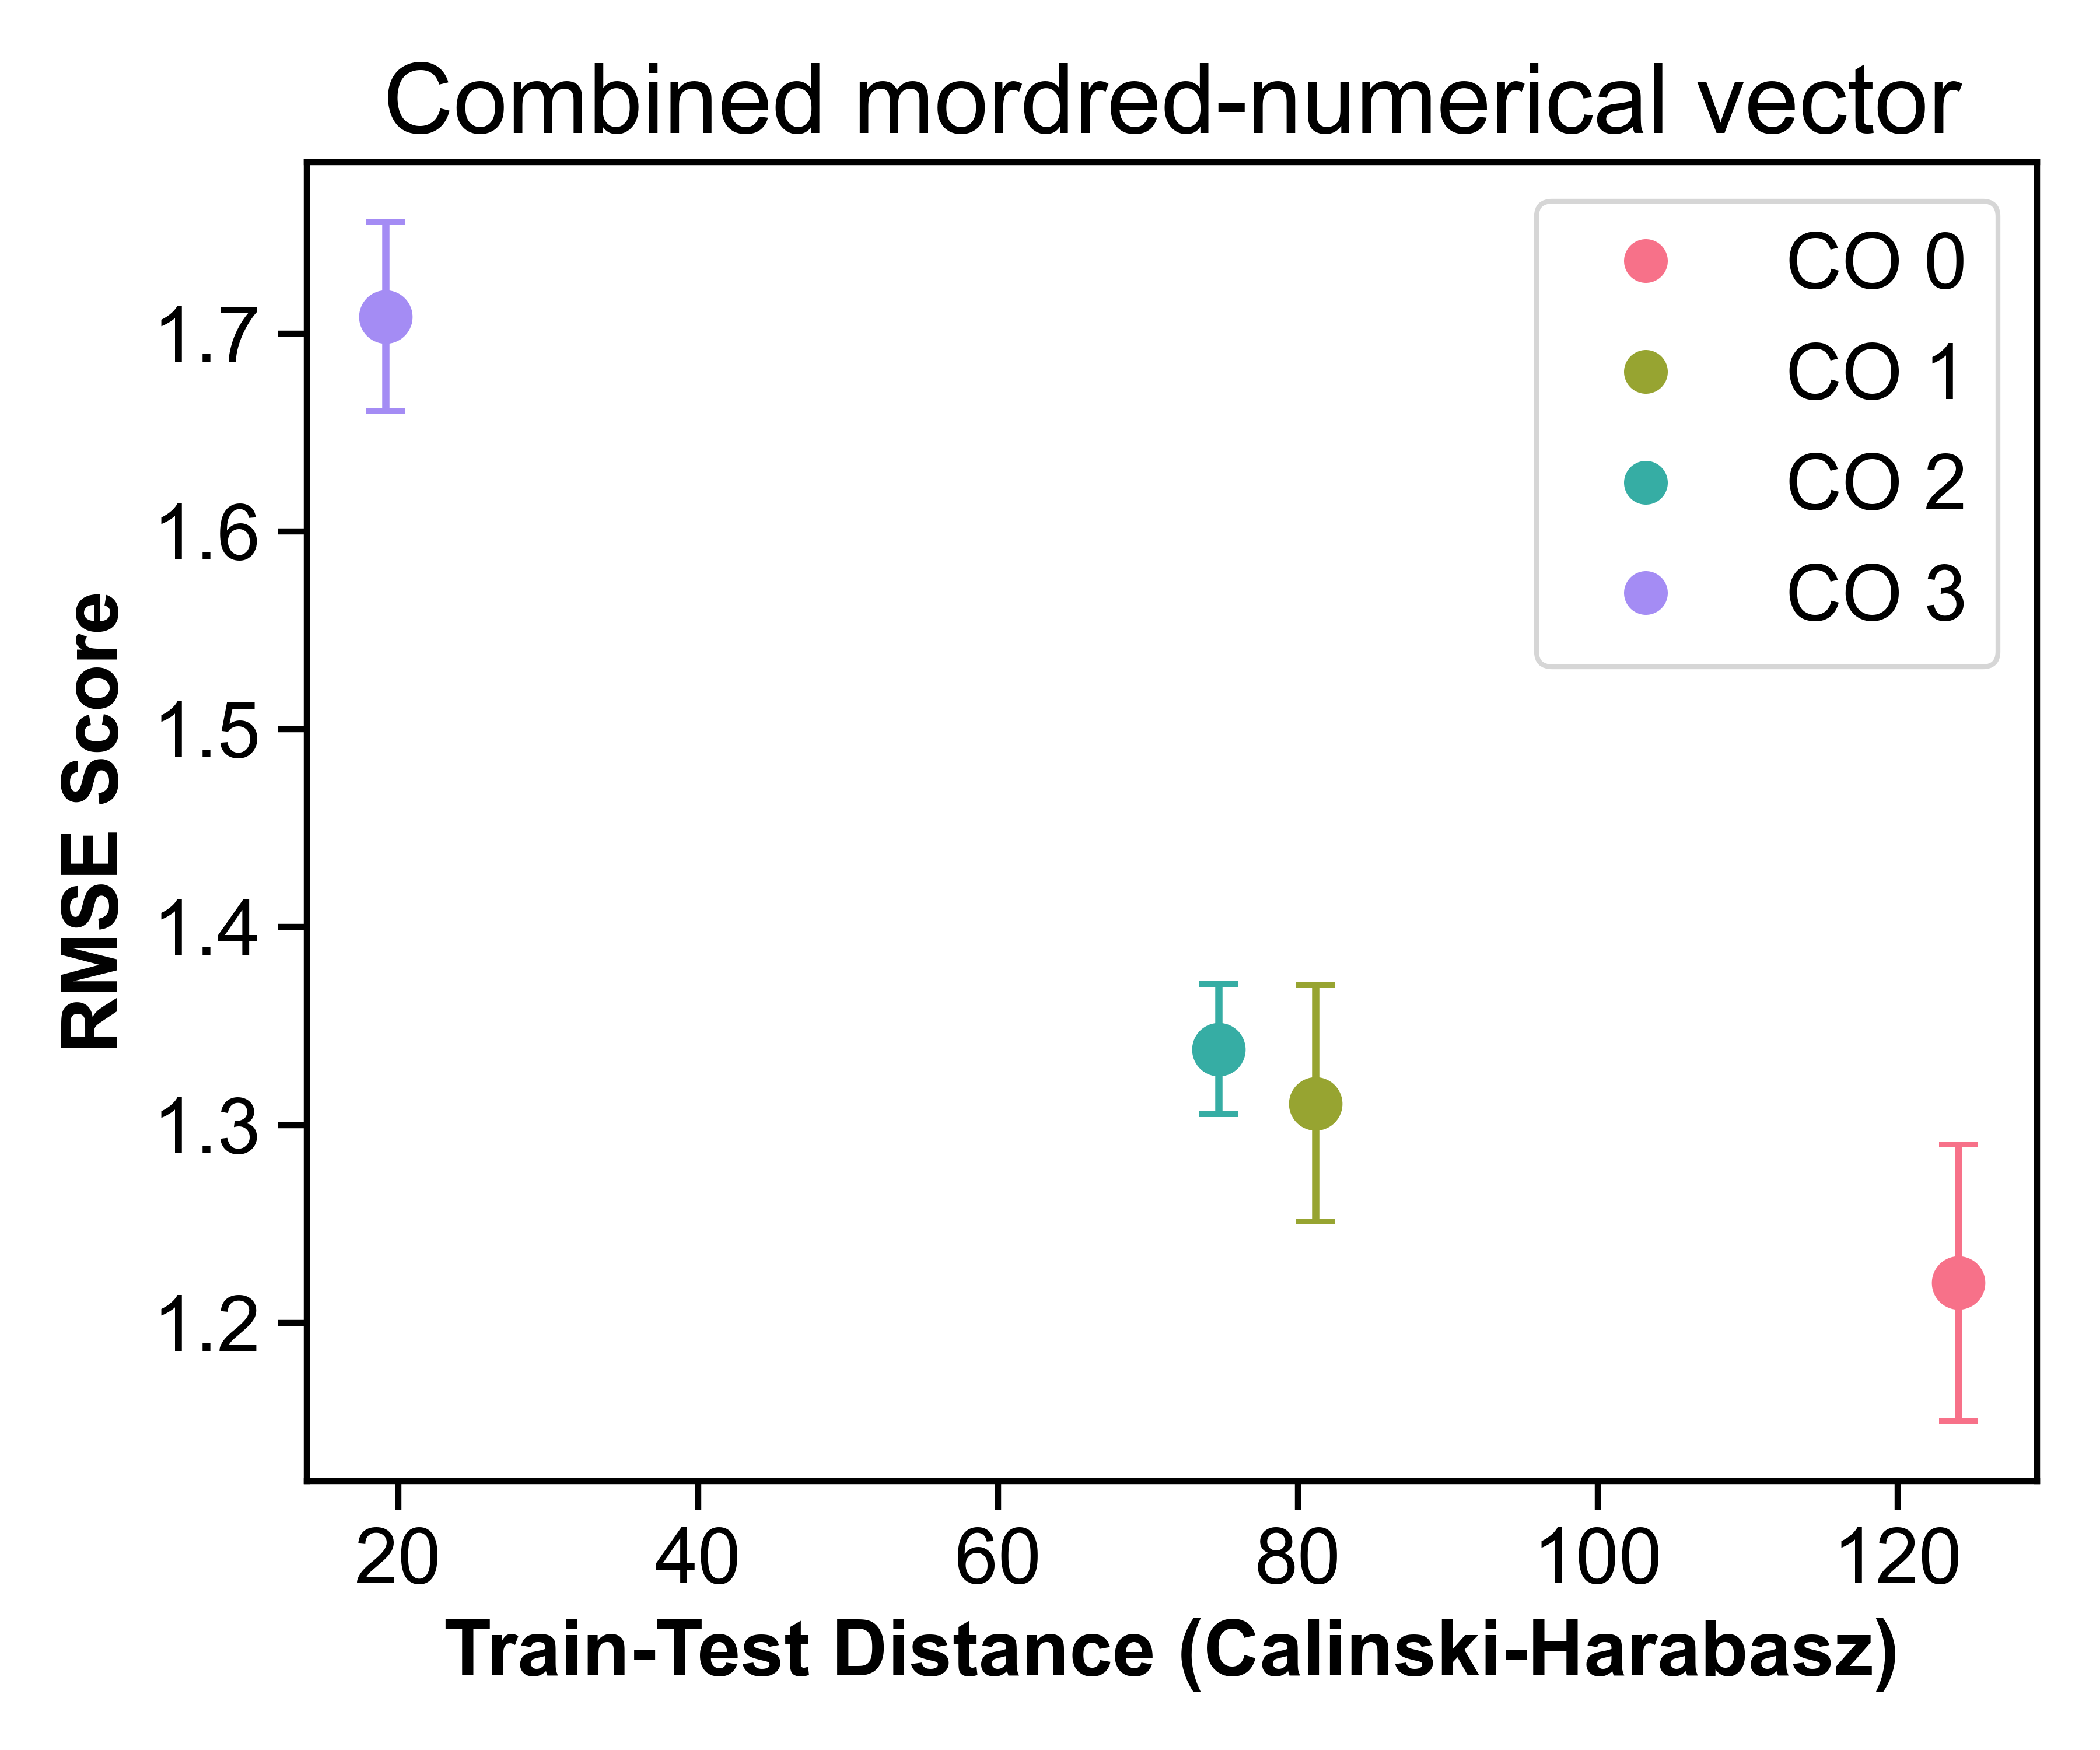 Combined mordred-numerical vector
CO 0
CO 1
CO 2
CO 3
1.7
1.6
1.5
1.4
1.3
1.2
RMSE Score
20 40 60 80 100 120
Train-Test Distance (Calinski-Harabasz)